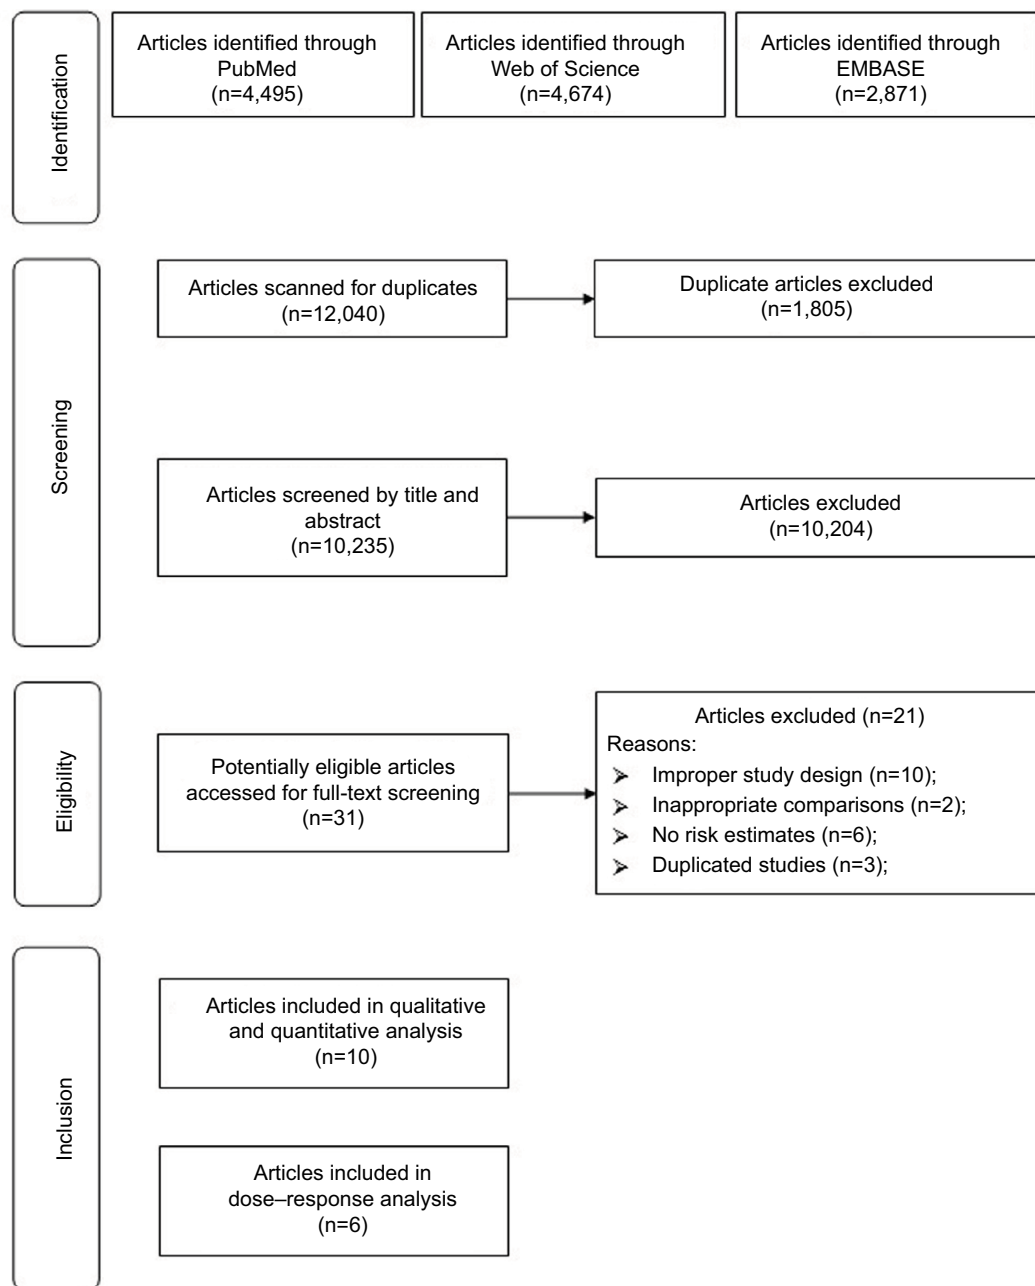 Identification
Articles identified through
PubMed
(n=4,495)
Articles identified through
Web of Science
(n=4,674)
Articles identified through
EMBASE
(n=2,871)
Screening
Articles scanned for duplicates
(n=12,040)
Duplicate articles excluded
(n=1,805)
Articles screened by title and
abstract
(n=10,235)
Articles excluded
(n=10,204)
Eligibility
Potentially eligible articles
accessed for full-text screening
(n=31)
Articles excluded (n=21)
Reasons:
➢ Improper study design (n=10);
➢ Inappropriate comparisons (n=2);
➢ No risk estimates (n=6);
➢ Duplicated studies (n=3);
Inclusion
Articles included in qualitative
and quantitative analysis
(n=10)
Articles included in
dose–response analysis
(n=6)